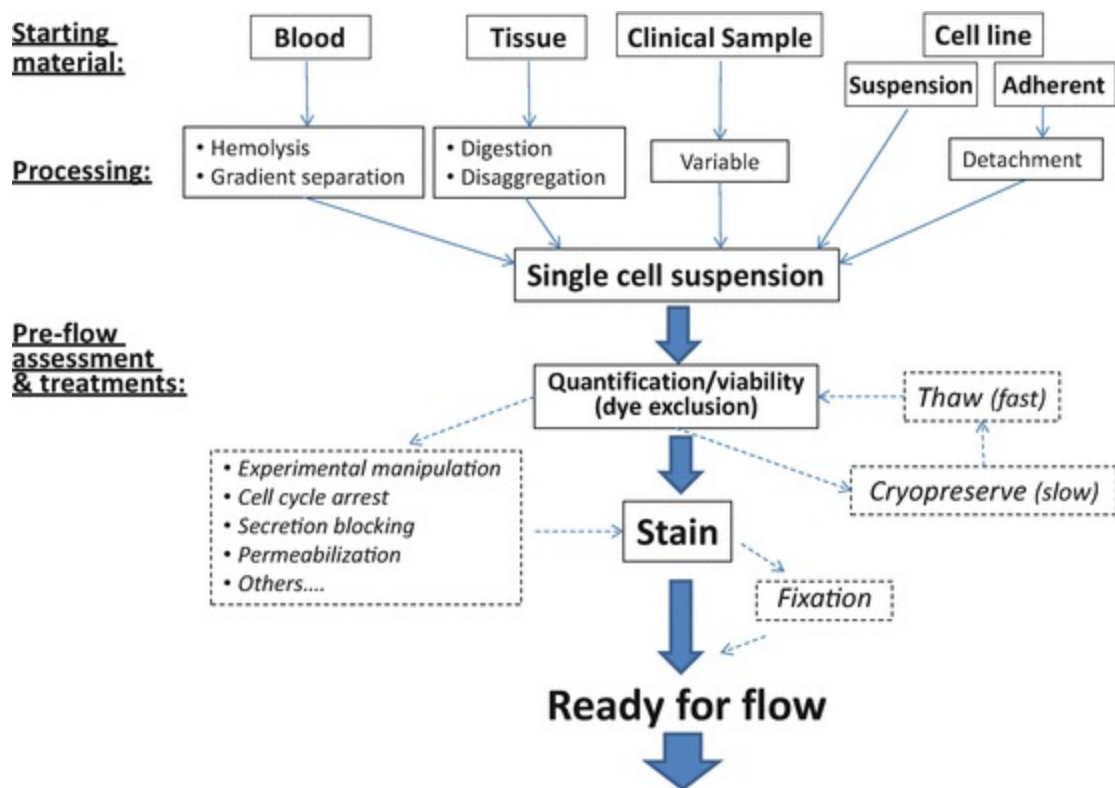 Starting
material:
Blood
Tissue
Clinical Sample
Cell line
Suspension
Adherent
Processing:
• Hemolysis
• Gradient separation
• Digestion
• Disaggregation
Variable
Detachment
Single cell suspension
Pre-flow
assessment
& treatments:
Quantification/viability
(dye exclusion)
Thaw (fast)
Cryopreserve (slow)
• Experimental manipulation
• Cell cycle arrest
• Secretion blocking
• Permeabilization
• Others....
Stain
Fixation
Ready for flow